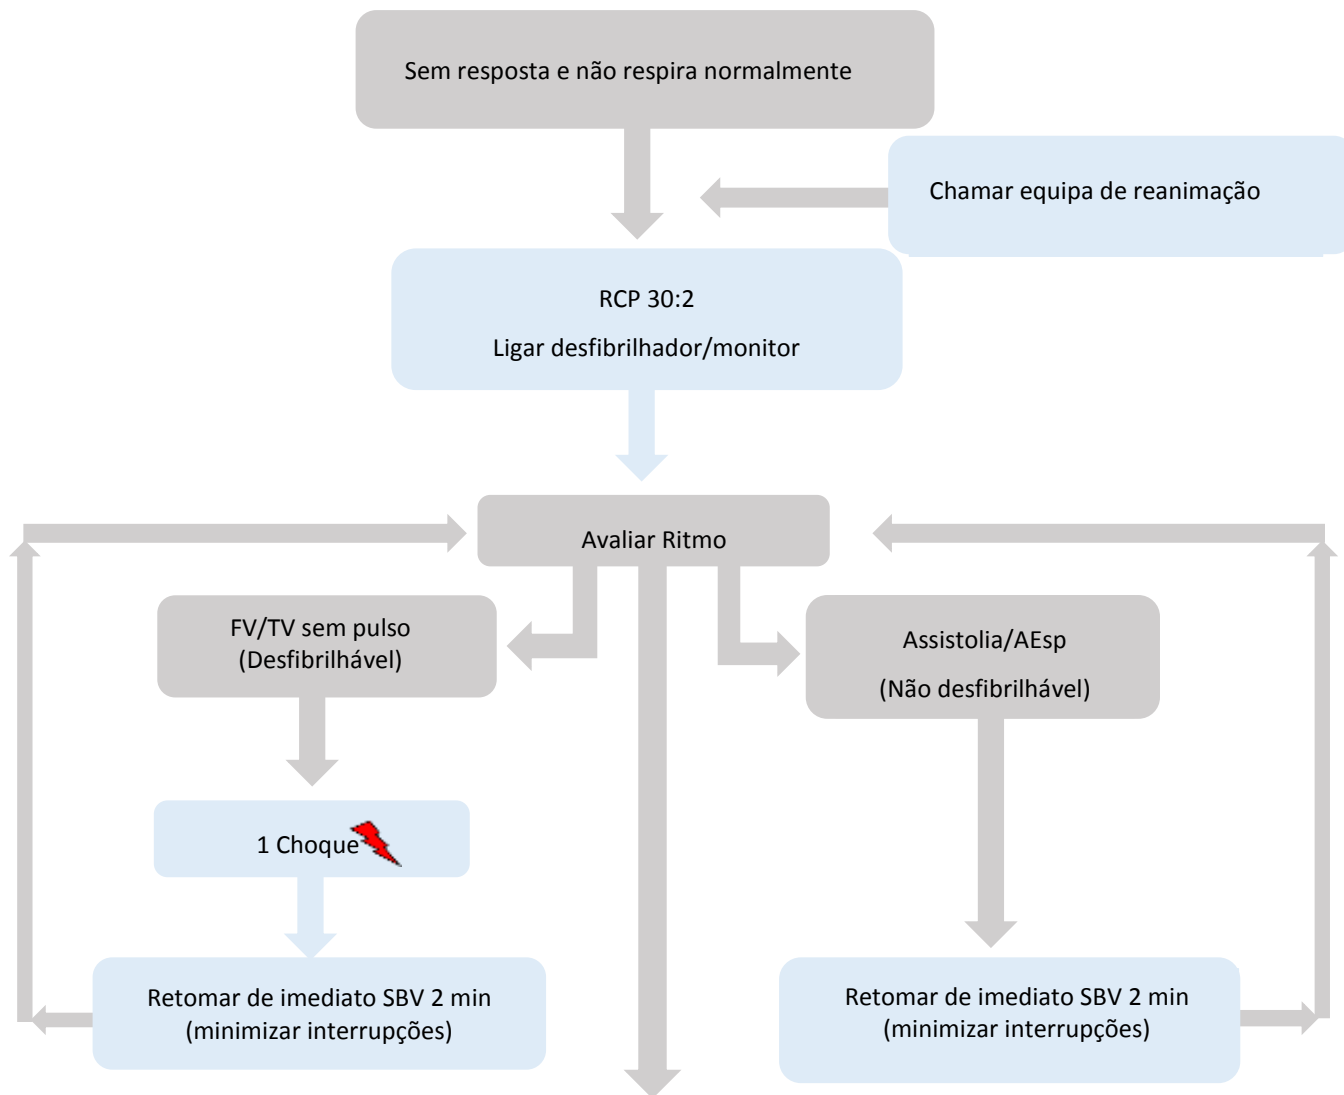 Sem resposta e não respira normalmente
Chamar equipa de reanimação
RCP 30:2
Ligar desfibrilhador/monitor
Avaliar Ritmo
FV/TV sem pulso
(Desfibrilhável)
Assistolia/AEsp
(Não desfibrilhável)
1 Choque
Retomar de imediato SBV 2 min
(minimizar interrupções)
Retomar de imediato SBV 2 min
(minimizar interrupções)